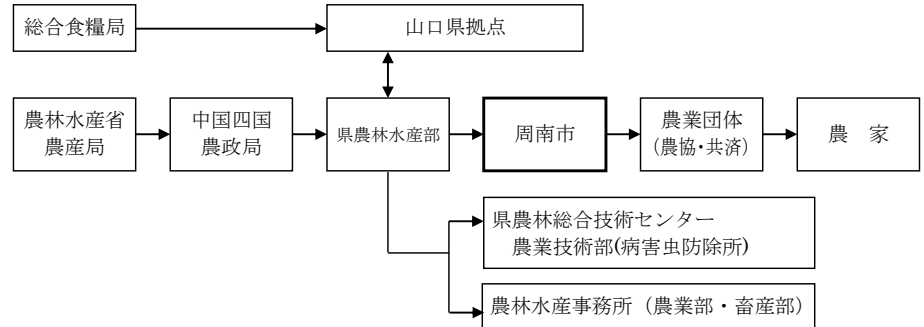 総合食糧局
山口県拠点
農林水産省
農産局
中国四国
農政局
県農林水産部
周南市
農業団体
（農協・共済）
農　家
県農林総合技術センター
農業技術部(病害虫防除所)
農林水産事務所（農業部・畜産部）